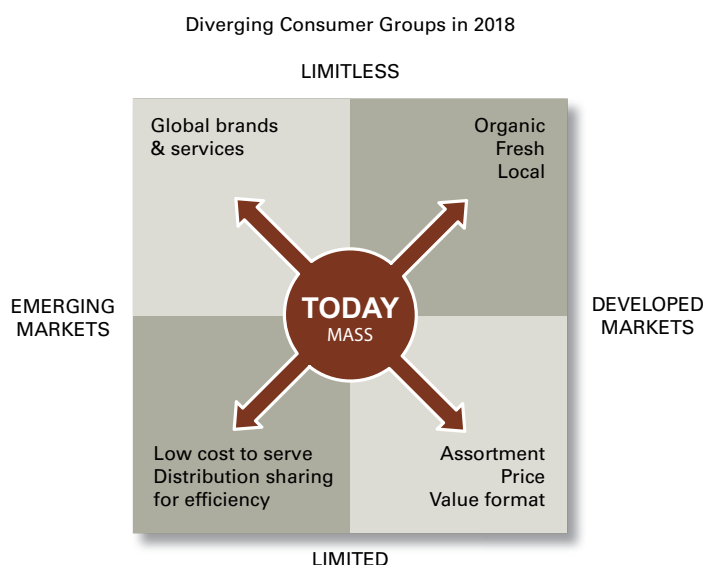 Diverging Consumer Groups in 2018
LIMITLESS
Global brands
& services
Organic
Fresh
Local
EMERGING
MARKETS
TODAY
MASS
DEVELOPED
MARKETS
Low cost to serve
Distribution sharing
for efficiency
Assortment
Price
Value format
LIMITED